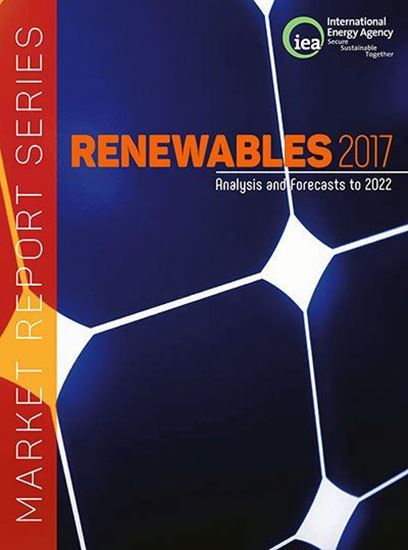 MARKET REPORT SERIES
iea
International
Energy Agency
Secure
Sustainable
Together
RENEWABLES 2017
Analysis and Forecasts to 2022